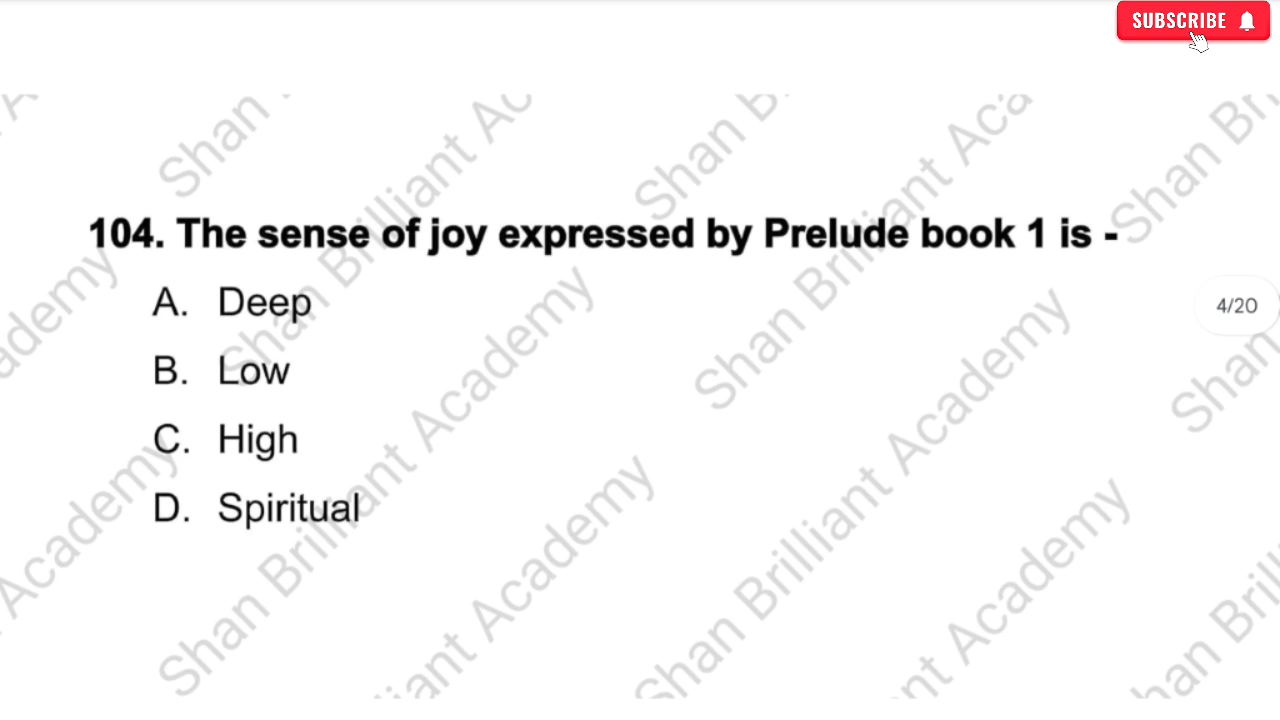 SUBSCRIBE
104. The sense of joy expressed by Prelude book 1 is -
A. Deep
4/20
B. Low
C. High
D. Spiritual
Shan Brilliant Academy